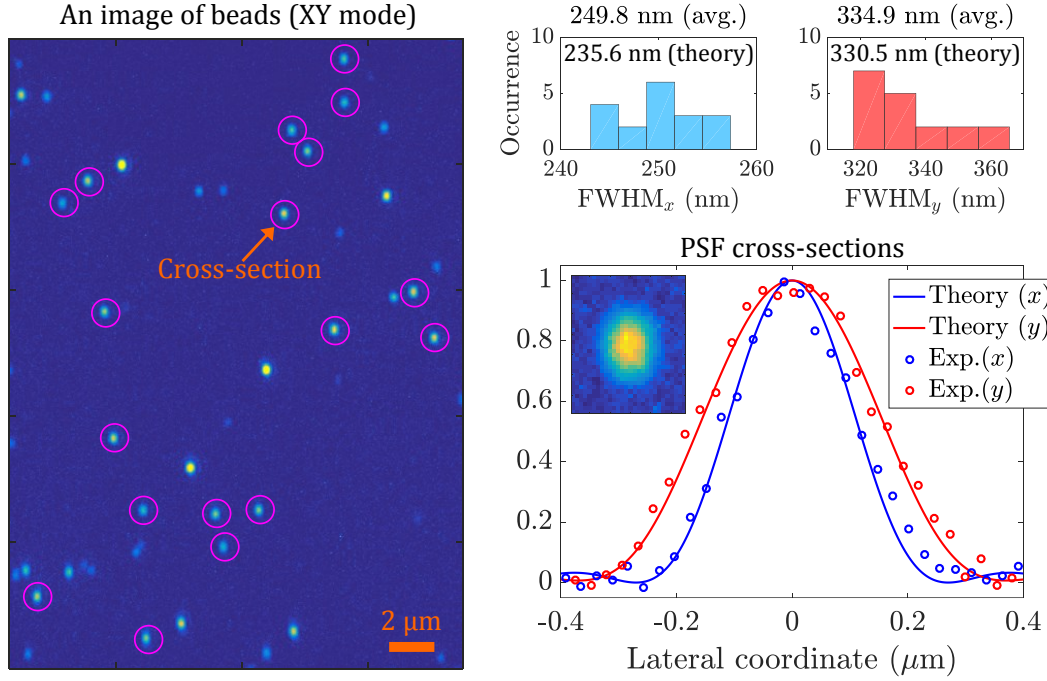 An image of beads (XY mode)
Cross-section
2 μm
249.8 nm (avg.)
235.6 nm (theory)
Occurrence
10
5
0
240
250
260
FWHMx (nm)
334.9 nm (avg.)
330.5 nm (theory)
10
5
0
320
340
360
FWHMy (nm)
PSF cross-sections
1
0.8
0.6
0.4
0.2
0
-0.4
-0.2
0
0.2
0.4
Lateral coordinate (μm)
Theory (x)
Theory (y)
Exp.(x)
Exp.(y)